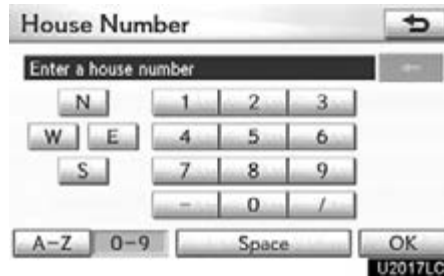 House Number
Enter a house number
N 1 2 3
W E 4 5 6
S 7 8 9
- 0 /
A-Z 0-9 Space OK
U2017LC